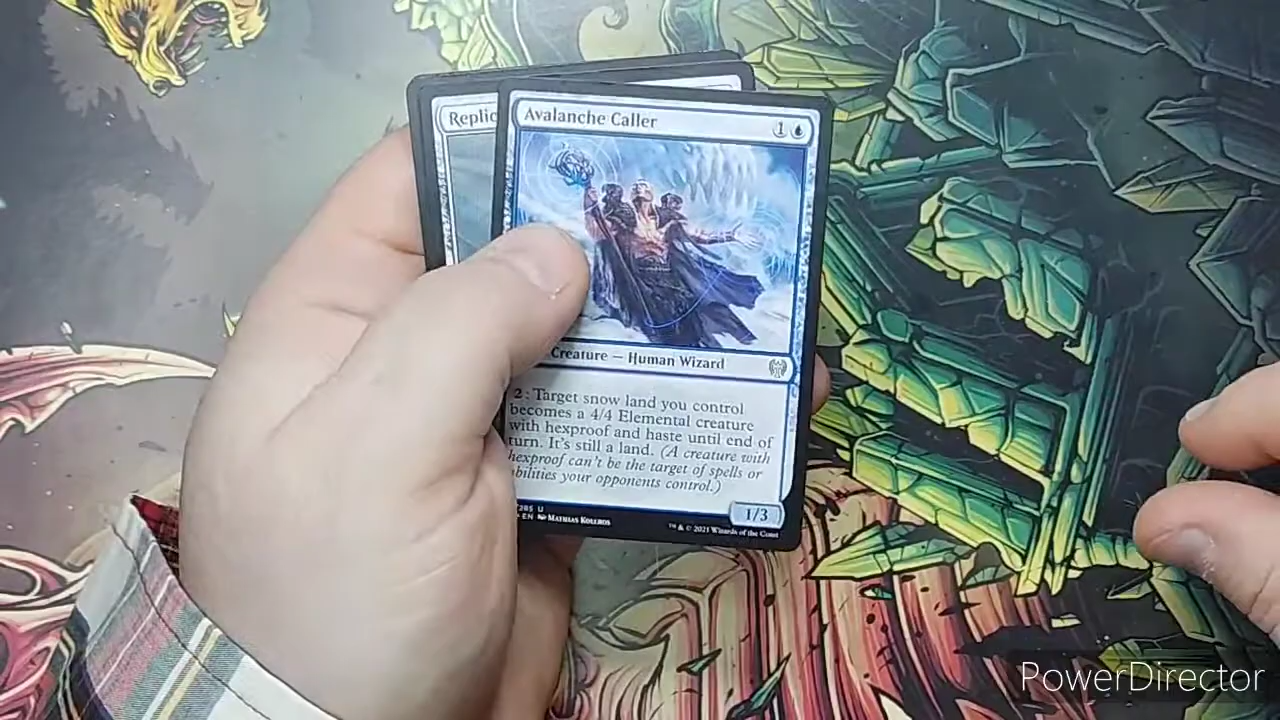 Replic
Avalanche Caller
1
Creature — Human Wizard
2: Target snow land you control
becomes a 4/4 Elemental creature
with hexproof and haste until end of
turn. It's still a land. (A creature with
hexproof can't be the target of spells or
abilities your opponents control.)
1/3
/285 U
EN Mathias Kollros
™ & © 2021 Wizards of the Coast
PowerDirector